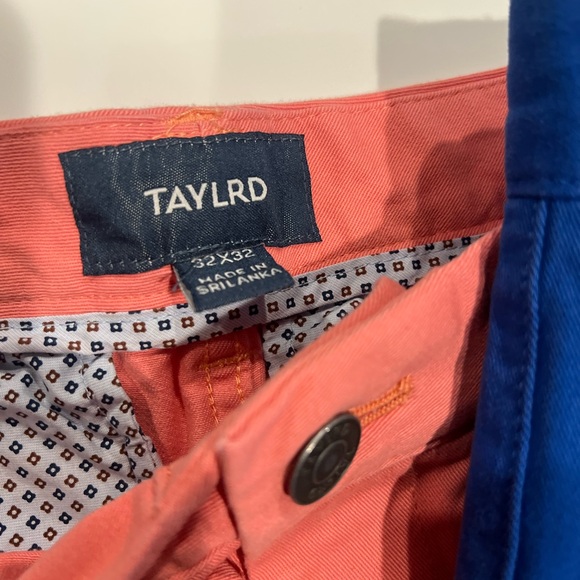 TAYLRD
32X32
MADE IN
SRI LANKA